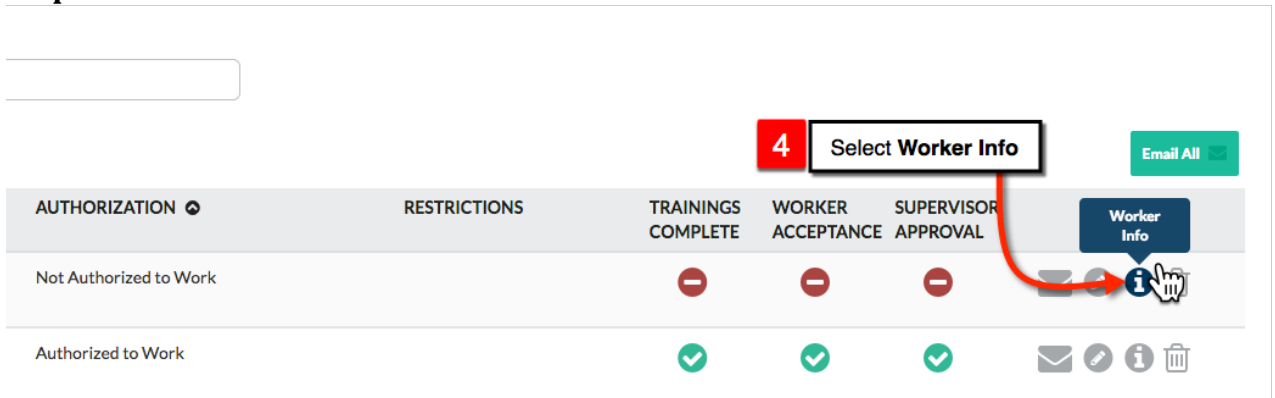 4 Select Worker Info
Email All
AUTHORIZATION RESTRICTIONS TRAININGS COMPLETE WORKER ACCEPTANCE SUPERVISOR APPROVAL Worker Info
Not Authorized to Work
Authorized to Work